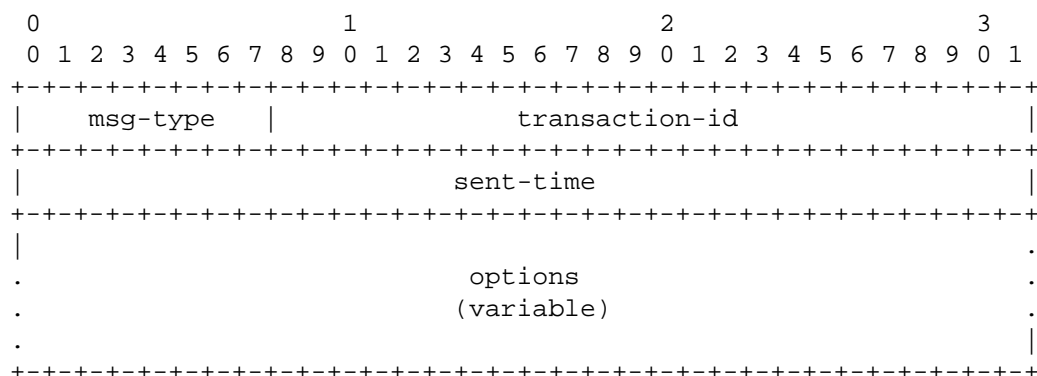 0                   1                   2                   3
 0 1 2 3 4 5 6 7 8 9 0 1 2 3 4 5 6 7 8 9 0 1 2 3 4 5 6 7 8 9 0 1
+-+-+-+-+-+-+-+-+-+-+-+-+-+-+-+-+-+-+-+-+-+-+-+-+-+-+-+-+-+-+-+-+
|    msg-type   |               transaction-id                  |
+-+-+-+-+-+-+-+-+-+-+-+-+-+-+-+-+-+-+-+-+-+-+-+-+-+-+-+-+-+-+-+-+
|                           sent-time                           |
+-+-+-+-+-+-+-+-+-+-+-+-+-+-+-+-+-+-+-+-+-+-+-+-+-+-+-+-+-+-+-+-+
|                                                               .
.                            options                            .
.                           (variable)                          .
.                                                               |
+-+-+-+-+-+-+-+-+-+-+-+-+-+-+-+-+-+-+-+-+-+-+-+-+-+-+-+-+-+-+-+-+